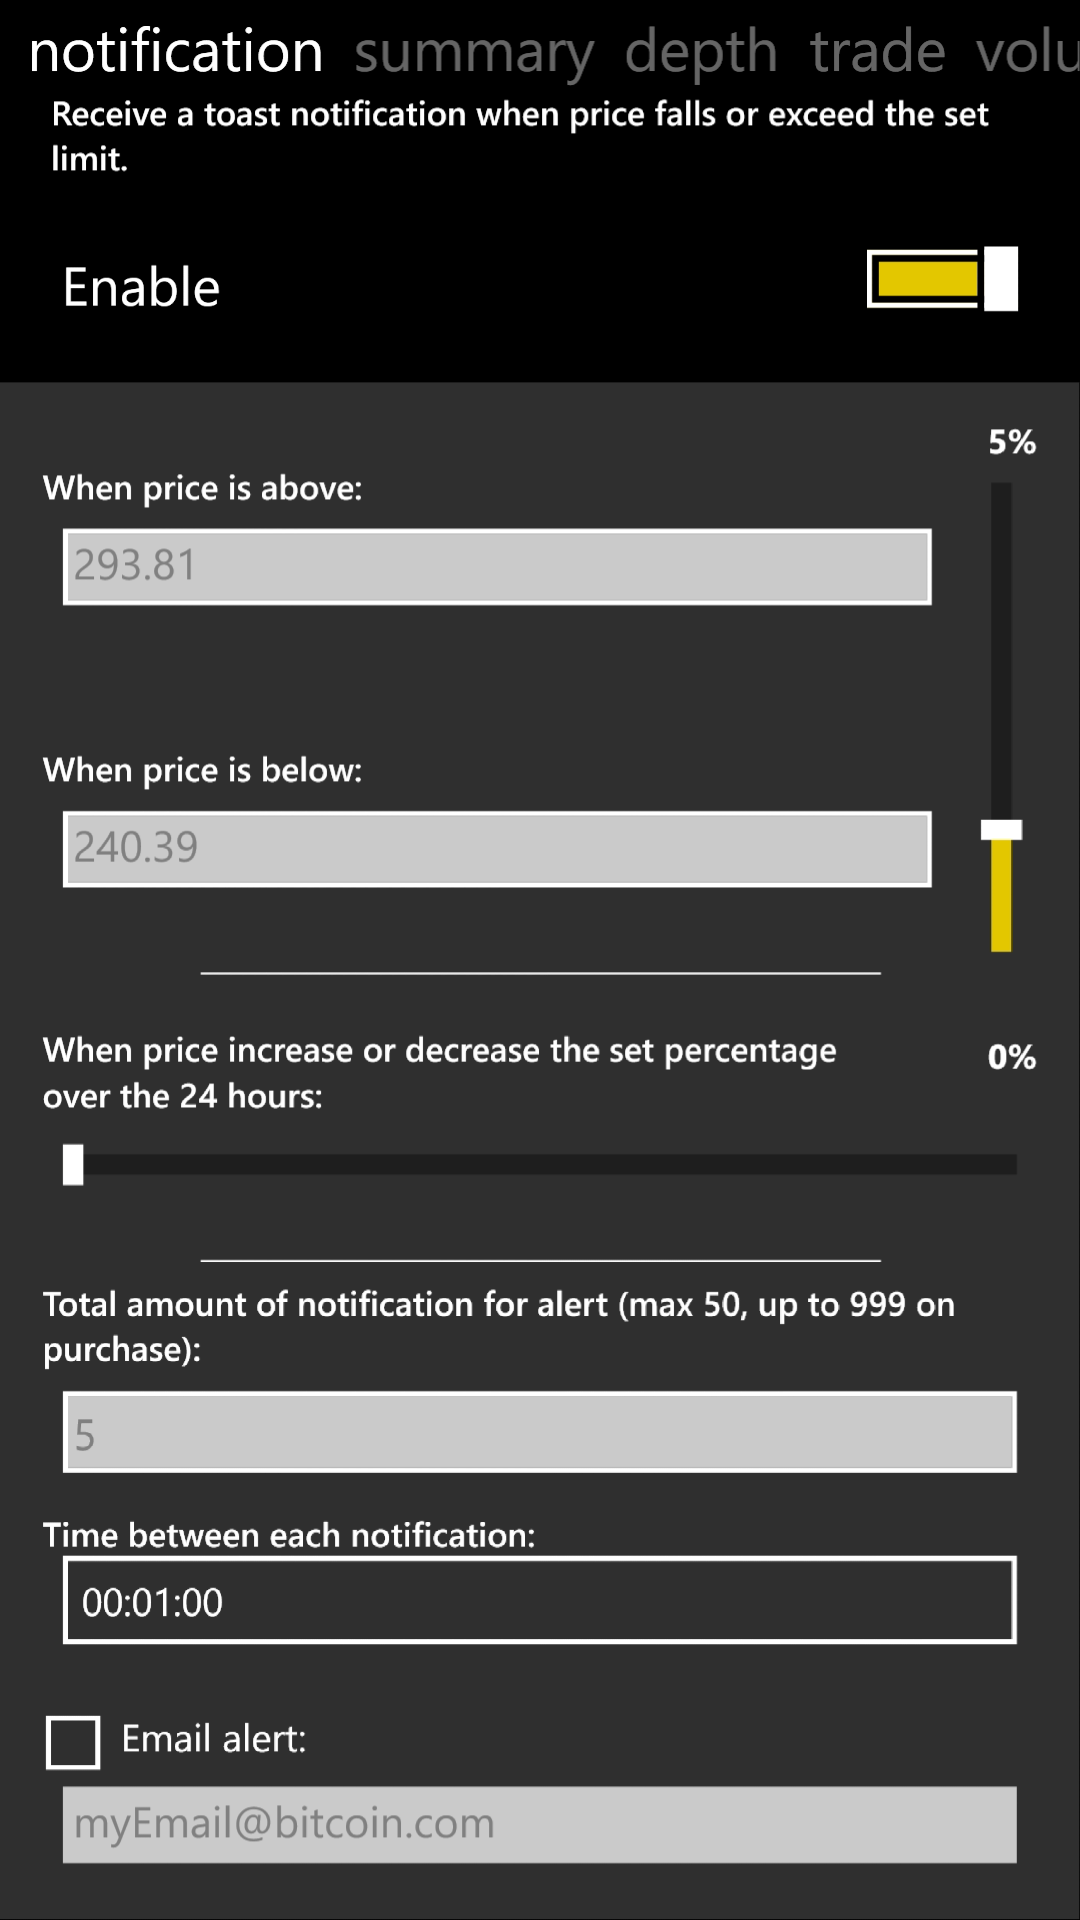 notification summary depth trade volu
Receive a toast notification when price falls or exceed the set
limit.
Enable
5%
When price is above:
293.81
When price is below:
240.39
When price increase or decrease the set percentage
over the 24 hours:
0%
Total amount of notification for alert (max 50, up to 999 on
purchase):
5
Time between each notification:
00:01:00
Email alert:
myEmail@bitcoin.com